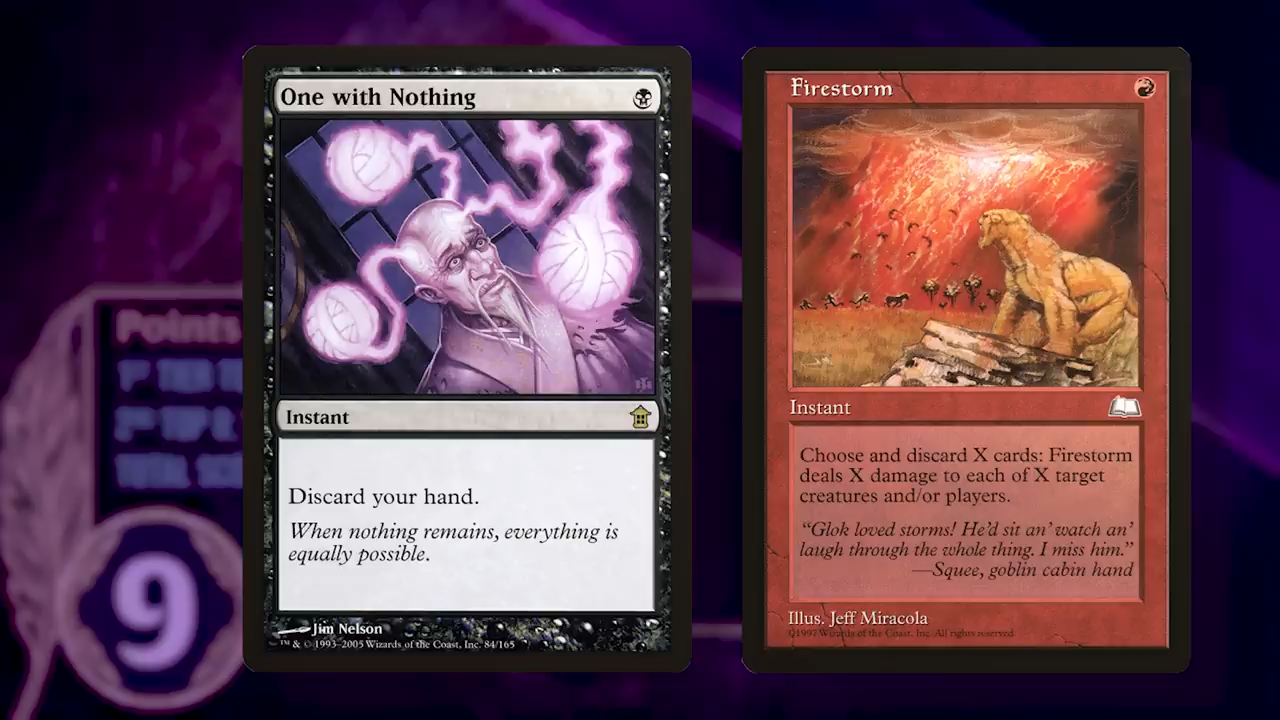 One with Nothing
Instant
Discard your hand.
When nothing remains, everything is
equally possible.
Jim Nelson
™ & © 1993–2005 Wizards of the Coast, Inc. 84/165
Firestorm
Instant
Choose and discard X cards: Firestorm
deals X damage to each of X target
creatures and/or players.
“Glok loved storms! He’d sit an’ watch an’
laugh through the whole thing. I miss him.”
—Squee, goblin cabin hand
Illus. Jeff Miracola
©1997 Wizards of the Coast, Inc. All rights reserved
Points
9